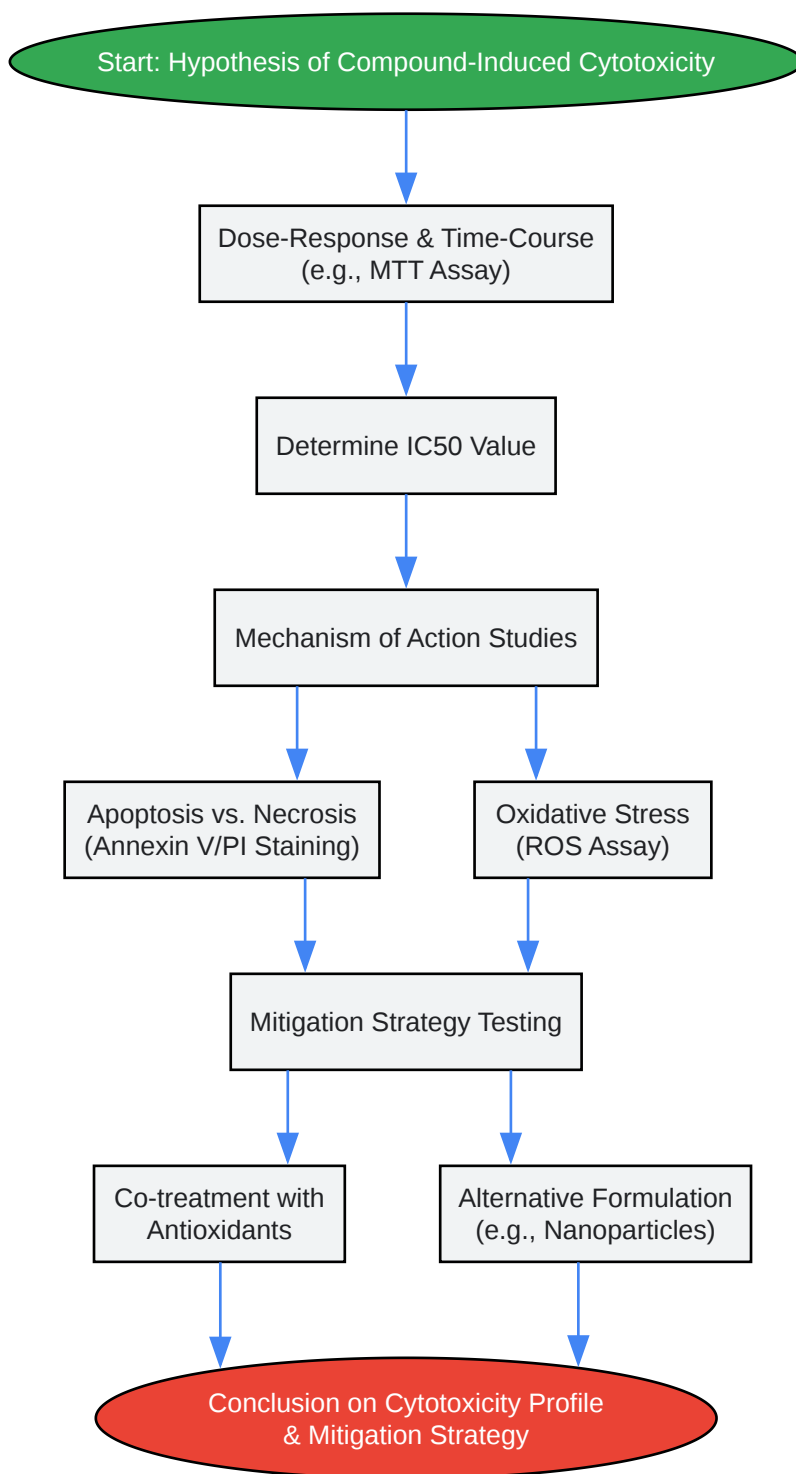 Start: Hypothesis of Compound-Induced Cytotoxicity
Dose-Response & Time-Course
(e.g., MTT Assay)
Determine IC50 Value
Mechanism of Action Studies
Apoptosis vs. Necrosis
(Annexin V/PI Staining)
Oxidative Stress
(ROS Assay)
Mitigation Strategy Testing
Co-treatment with
Antioxidants
Alternative Formulation
(e.g., Nanoparticles)
Conclusion on Cytotoxicity Profile
& Mitigation Strategy